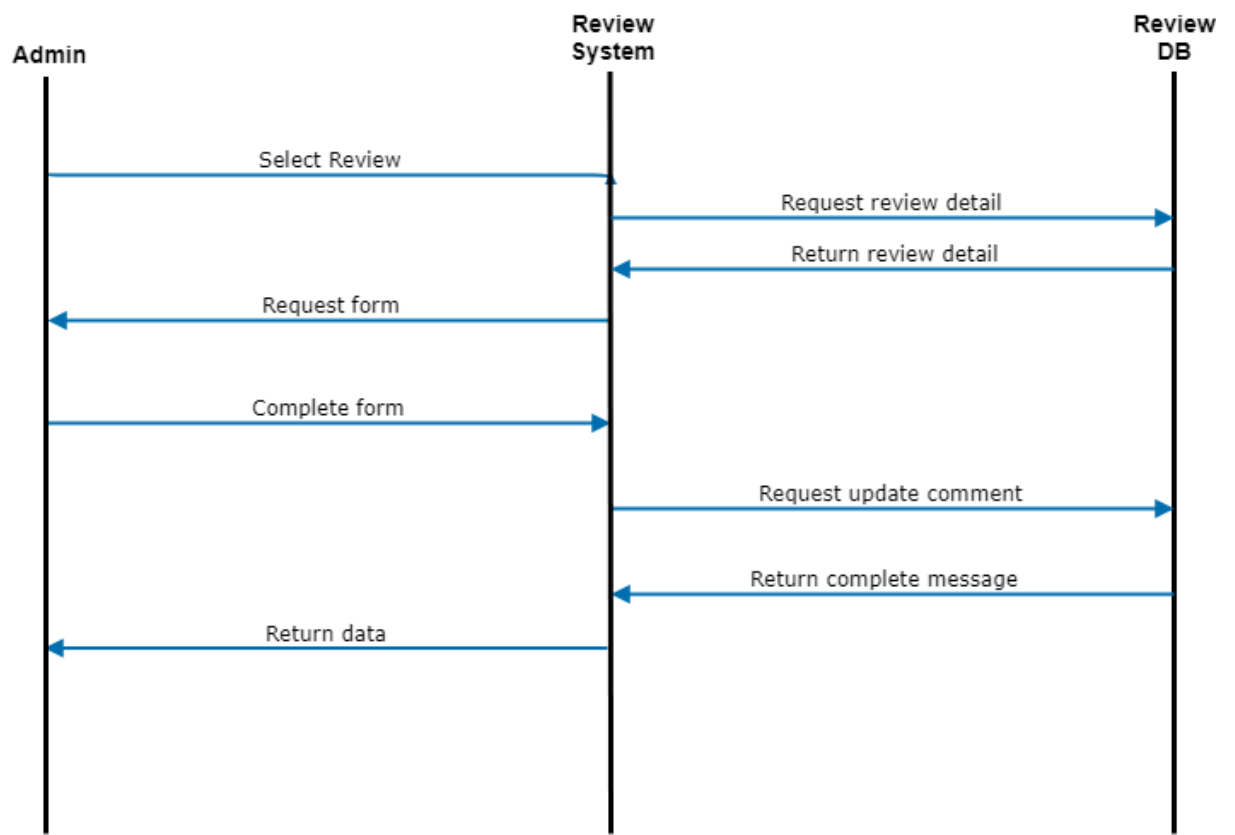 Admin
Review
System
Review
DB
Select Review
Request review detail
Return review detail
Request form
Complete form
Request update comment
Return complete message
Return data